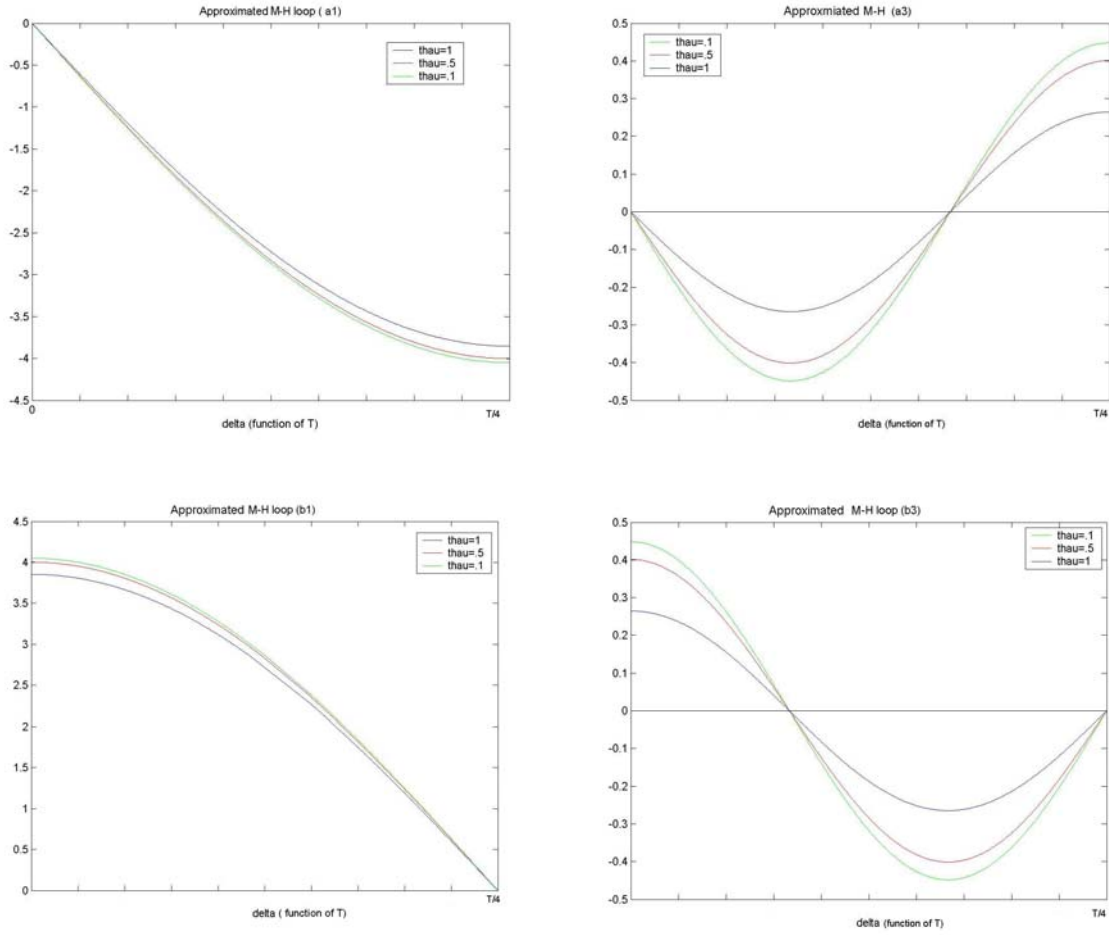 Approximated M-H loop ( a1)
0
-0.5
-1
-1.5
-2
-2.5
-3
-3.5
-4
-4.5
thau=1
thau=.5
thau=.1
0
T/4
delta (function of T)
Approxrmiated M-H (a3)
0.5
0.4
0.3
0.2
0.1
0
-0.1
-0.2
-0.3
-0.4
-0.5
thau=.1
thau=.5
thau=1
T/4
delta (function of T)
Approximated M-H loop (b1)
4.5
4
3.5
3
2.5
2
1.5
1
0.5
0
thau=1
thau=.5
thau=.1
T/4
delta ( function of T)
Approximated M-H loop (b3)
0.5
0.4
0.3
0.2
0.1
0
-0.1
-0.2
-0.3
-0.4
-0.5
thau=.1
thau=.5
thau=1
T/4
delta (function of T)